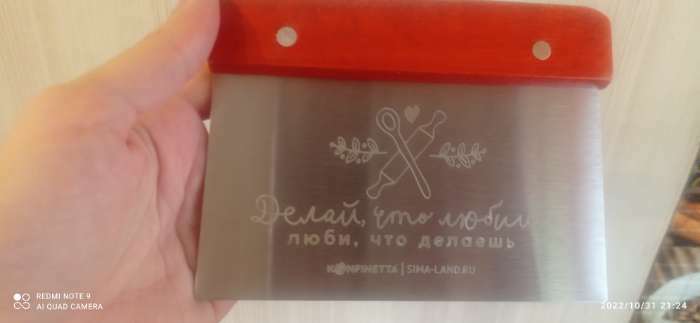 Делай, что любишь
люби, что делаешь
KONFINETTA | SIMA-LAND.RU
REDMI NOTE 9
AI QUAD CAMERA
2022/10/31 21:24